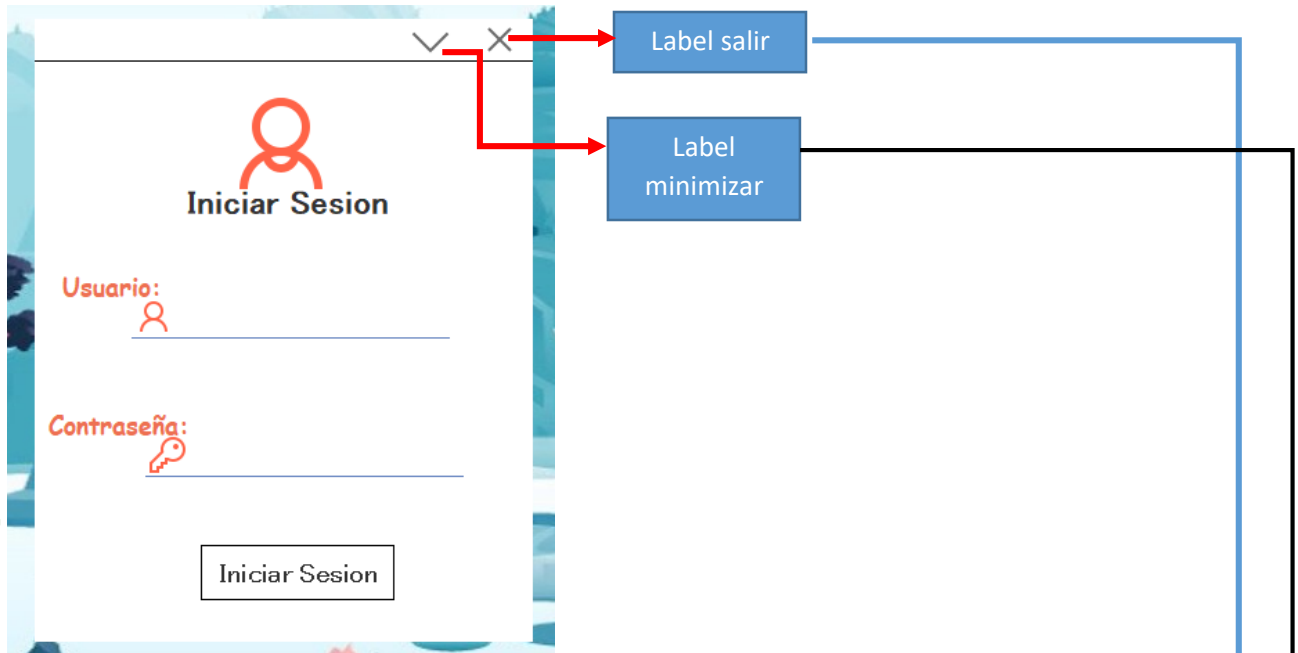 Label salir
Label
minimizar
Iniciar Sesion
Usuario:
Contraseña:
Iniciar Sesion